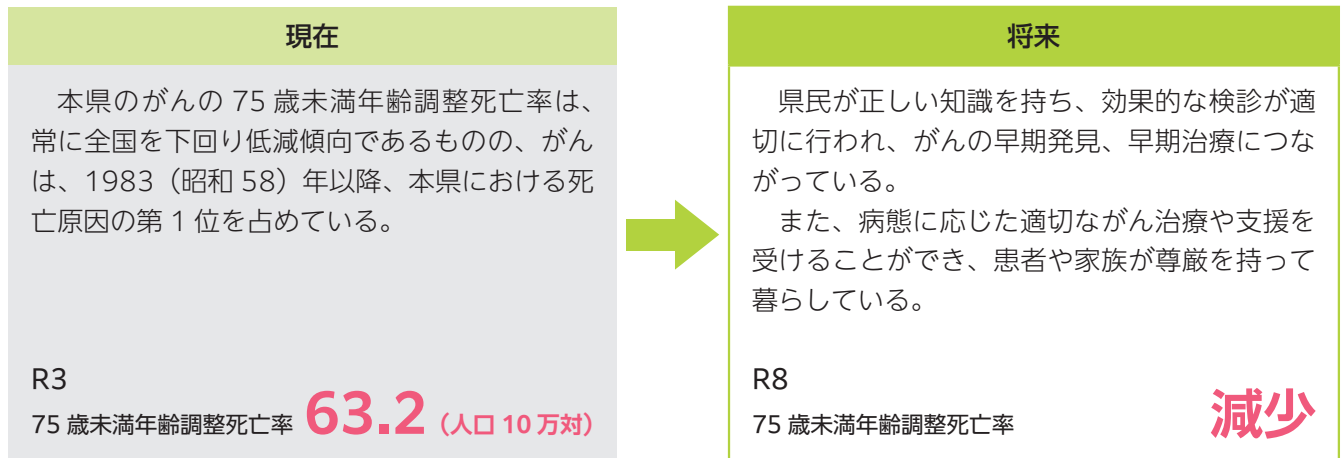 現在
本県のがんの 75 歳未満年齢調整死亡率は、
常に全国を下回り低減傾向であるものの、がん
は、1983（昭和 58）年以降、本県における死
亡原因の第 1 位を占めている。
R3
75 歳未満年齢調整死亡率 63.2（人口 10 万対）
将来
県民が正しい知識を持ち、効果的な検診が適
切に行われ、がんの早期発見、早期治療につな
がっている。
また、病態に応じた適切ながん治療や支援を
受けることができ、患者や家族が尊厳を持って
暮らしている。
R8
75 歳未満年齢調整死亡率 減少